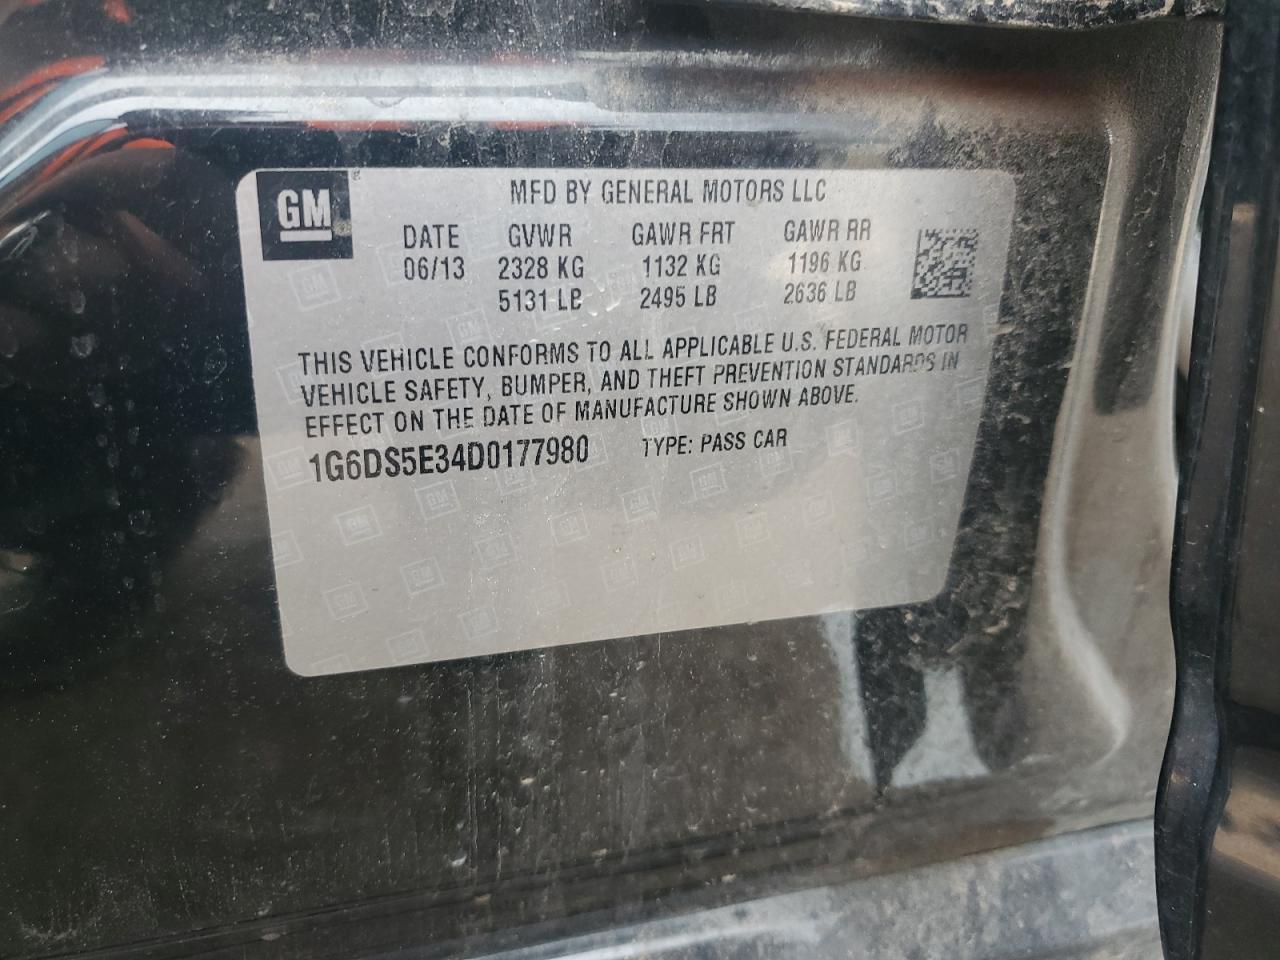 GM
MFD BY GENERAL MOTORS LLC
DATE GVWR GAWR FRT GAWR RR
06/13 2328 KG 1132 KG 1196 KG
5131 LB 2495 LB 2636 LB
THIS VEHICLE CONFORMS TO ALL APPLICABLE U.S. FEDERAL MOTOR
VEHICLE SAFETY, BUMPER, AND THEFT PREVENTION STANDARDS IN
EFFECT ON THE DATE OF MANUFACTURE SHOWN ABOVE.
1G6DS5E34D0177980 TYPE: PASS CAR